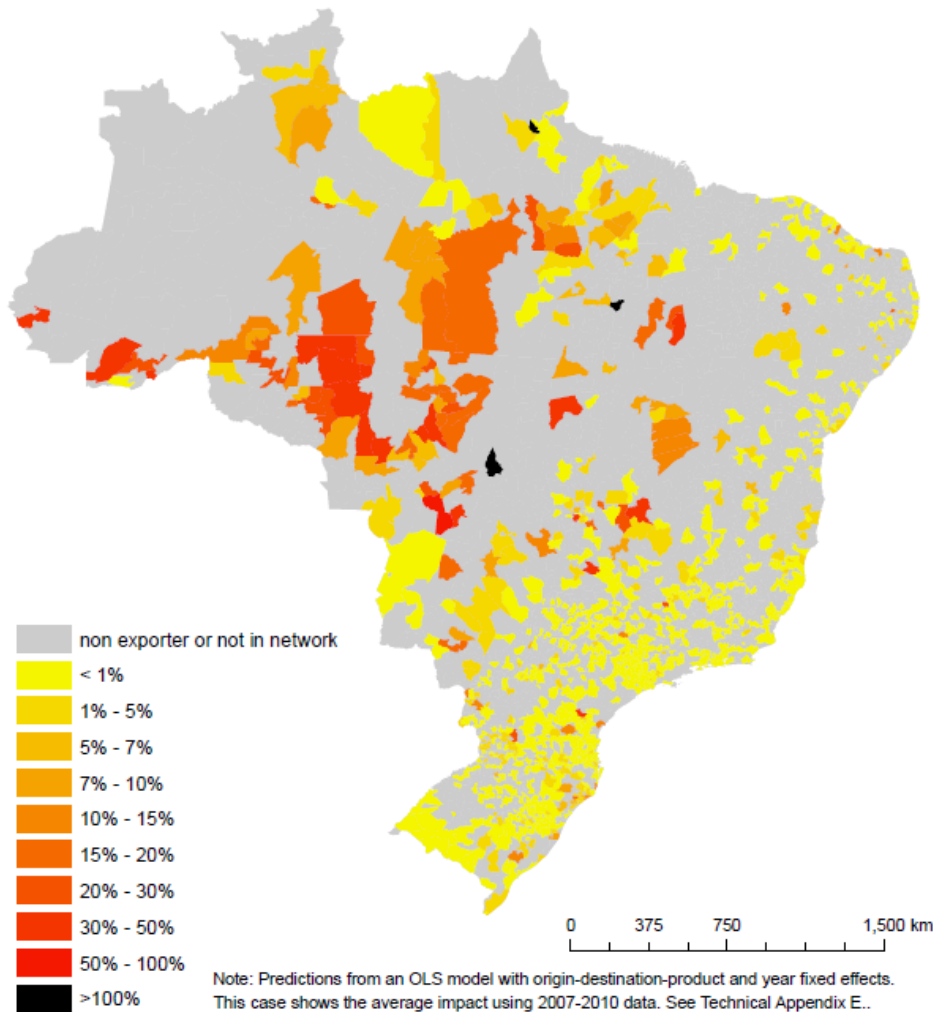 non exporter or not in network
< 1%
1% - 5%
5% - 7%
7% - 10%
10% - 15%
15% - 20%
20% - 30%
30% - 50%
50% - 100%
>100%
0 375 750 1,500 km
Note: Predictions from an OLS model with origin-destination-product and year fixed effects.
This case shows the average impact using 2007-2010 data. See Technical Appendix E..